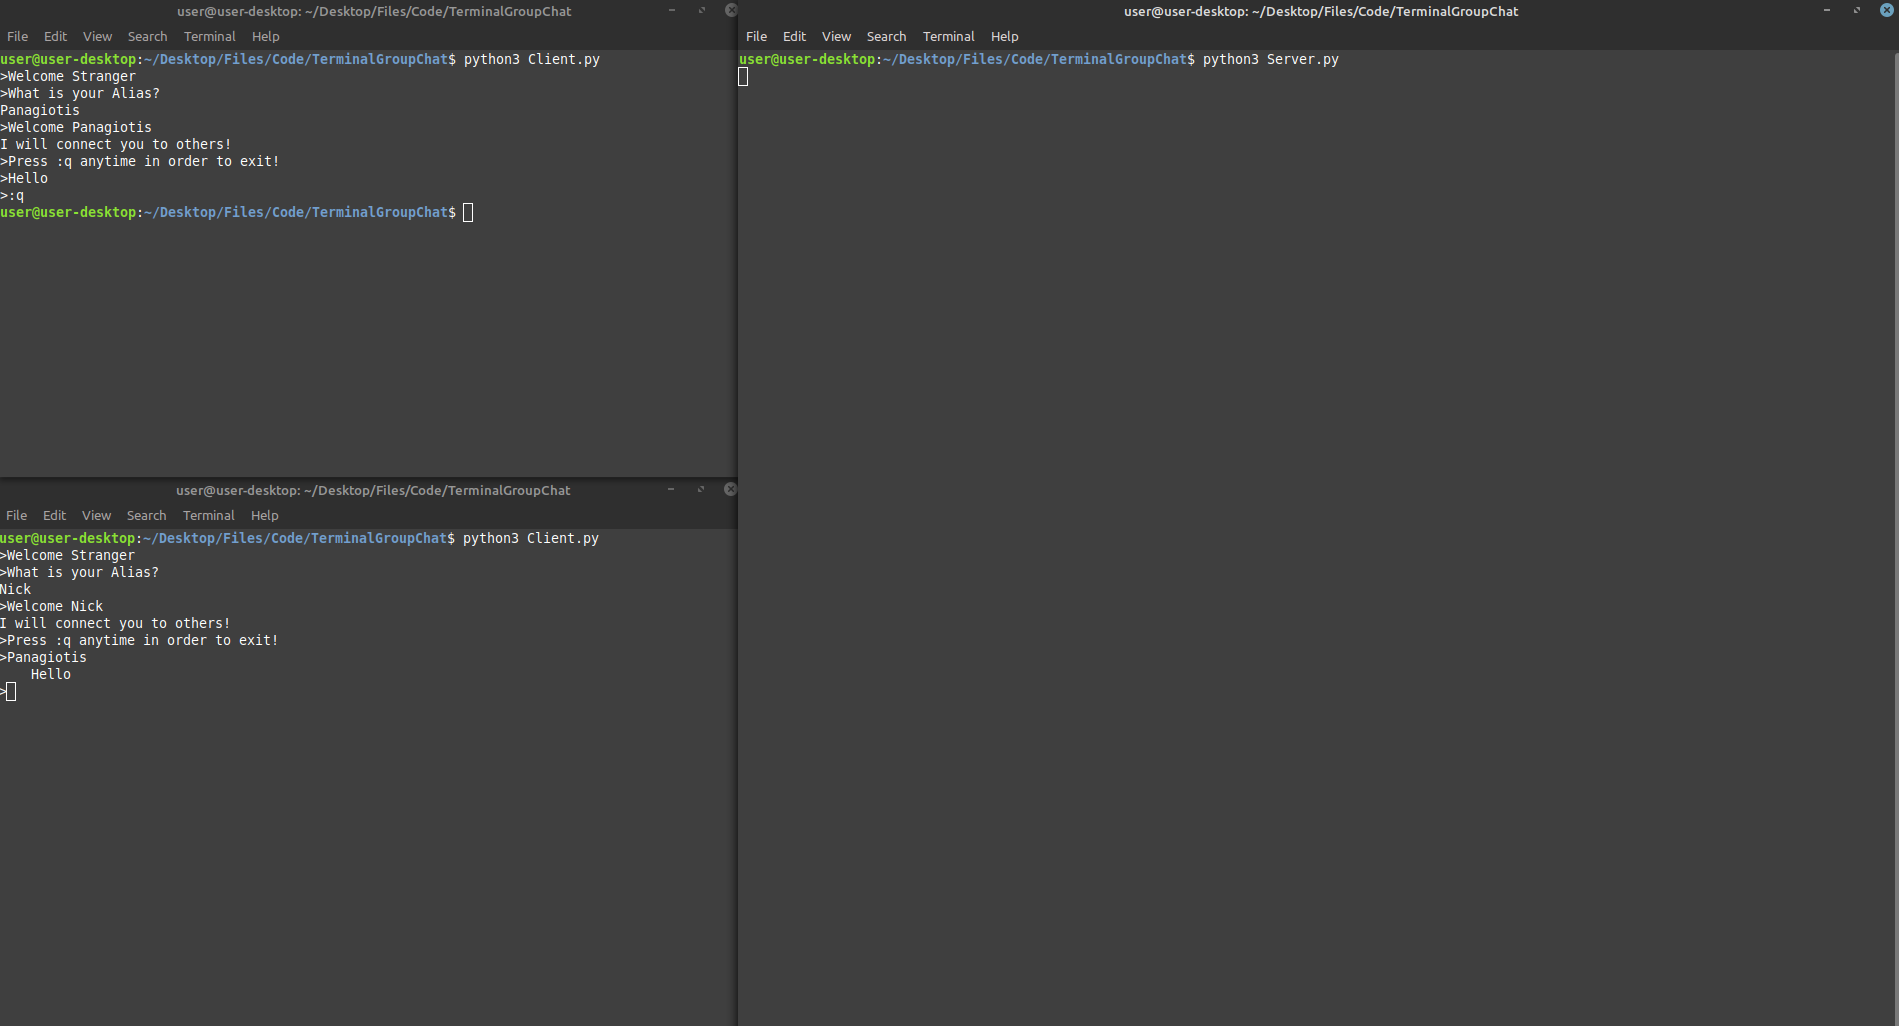 user@user-desktop: ~/Desktop/Files/Code/TerminalGroupChat
File Edit View Search Terminal Help
user@user-desktop:~/Desktop/Files/Code/TerminalGroupChat$ python3 Client.py
>Welcome Stranger
>What is your Alias?
Panagiotis
>Welcome Panagiotis
I will connect you to others!
>Press :q anytime in order to exit!
>Hello
>:q
user@user-desktop:~/Desktop/Files/Code/TerminalGroupChat$
user@user-desktop: ~/Desktop/Files/Code/TerminalGroupChat
File Edit View Search Terminal Help
user@user-desktop:~/Desktop/Files/Code/TerminalGroupChat$ python3 Client.py
>Welcome Stranger
>What is your Alias?
Nick
>Welcome Nick
I will connect you to others!
>Press :q anytime in order to exit!
>Panagiotis
    Hello
>
user@user-desktop: ~/Desktop/Files/Code/TerminalGroupChat
File Edit View Search Terminal Help
user@user-desktop:~/Desktop/Files/Code/TerminalGroupChat$ python3 Server.py